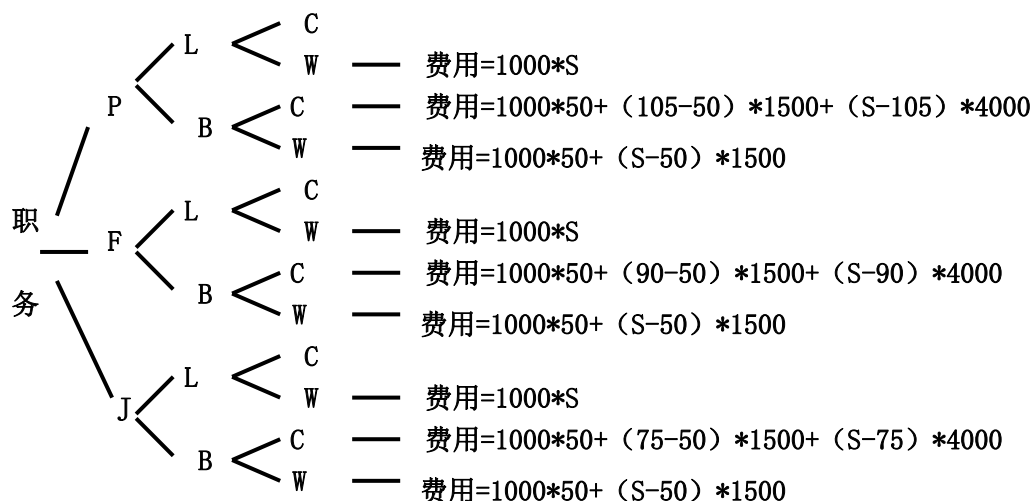 C
L
W 费用=1000*S
P
C 费用=1000*50+（105-50）*1500+（S-105）*4000
B
W 费用=1000*50+（S-50）*1500
C
L
职
W 费用=1000*S
F
C 费用=1000*50+（90-50）*1500+（S-90）*4000
B
务
W 费用=1000*50+（S-50）*1500
C
L
W 费用=1000*S
J
C 费用=1000*50+（75-50）*1500+（S-75）*4000
B
W 费用=1000*50+（S-50）*1500